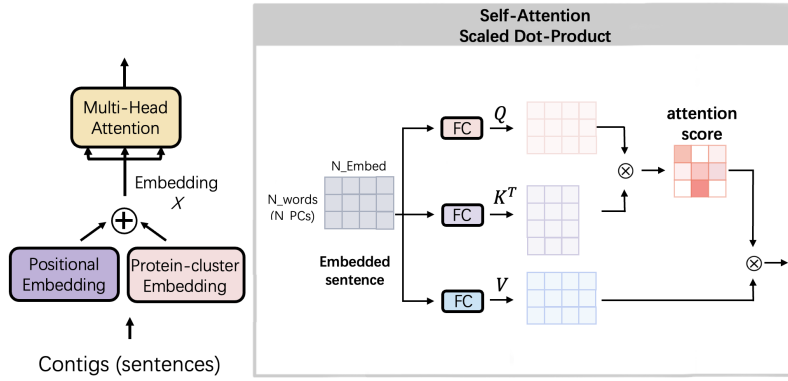 Self-Attention
Scaled Dot-Product
Multi-Head
Attention
Embedding
X
Positional
Embedding
Protein-cluster
Embedding
Contigs (sentences)
N_Embed
N_words
(N_PCs)
Embedded
sentence
FC
Q
FC
K^T
FC
V
attention
score